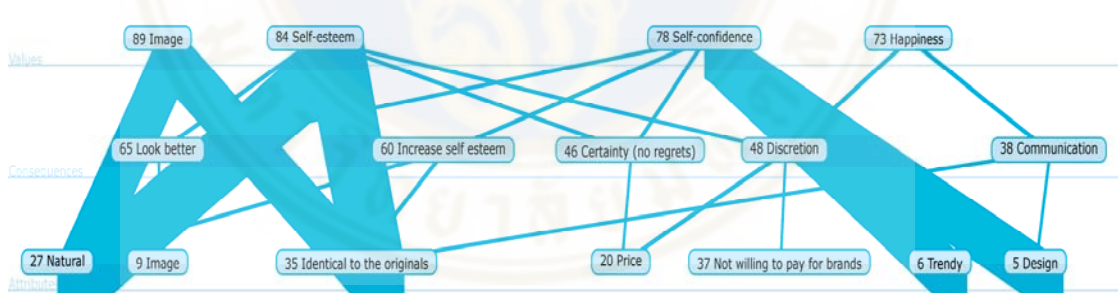 89 Image
84 Self-esteem
78 Self-confidence
73 Happiness
Values
65 Look better
60 Increase self esteem
46 Certainty (no regrets)
48 Discretion
38 Communication
Consequences
27 Natural
9 Image
35 Identical to the originals
20 Price
37 Not willing to pay for brands
6 Trendy
5 Design
Attributes